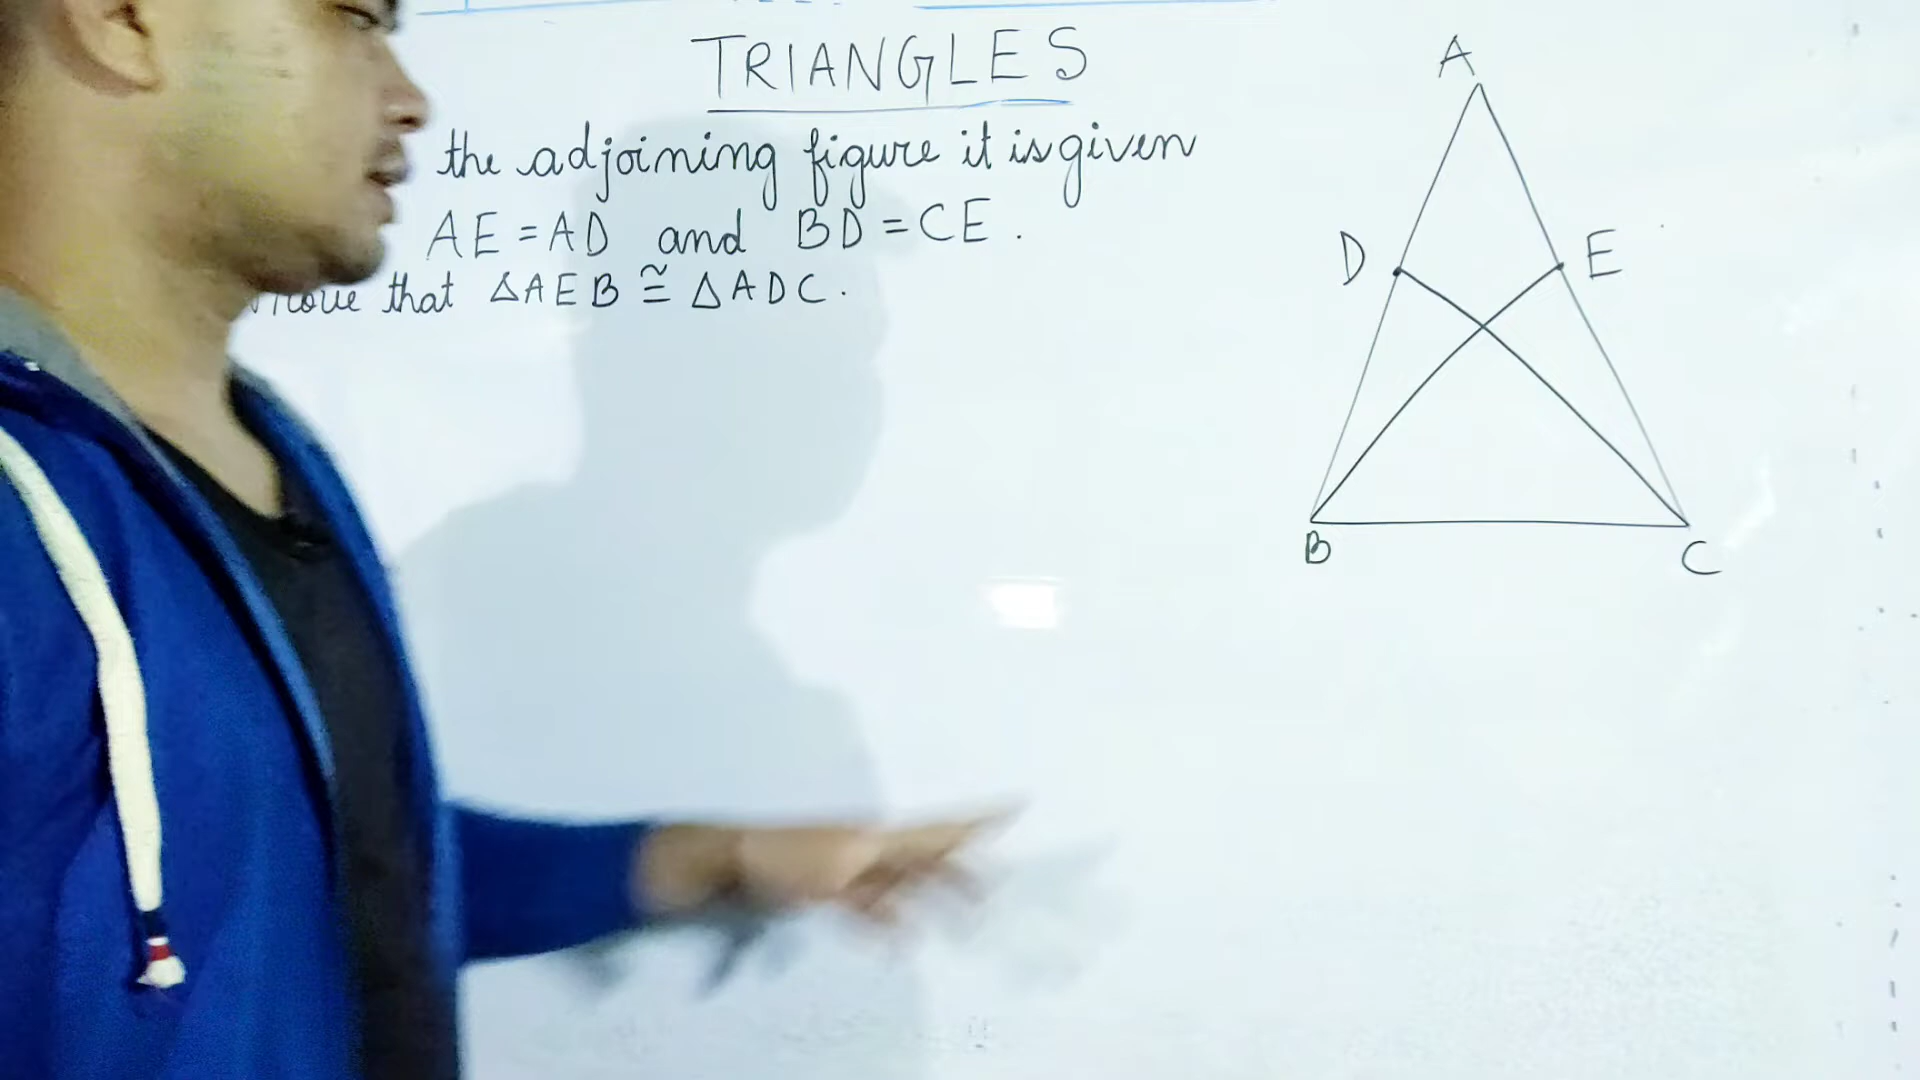 TRIANGLES
the adjoining figure it is given
AE = AD and BD = CE .
Prove that ∆AEB ≅ ∆ADC .
A
D
E
B
C